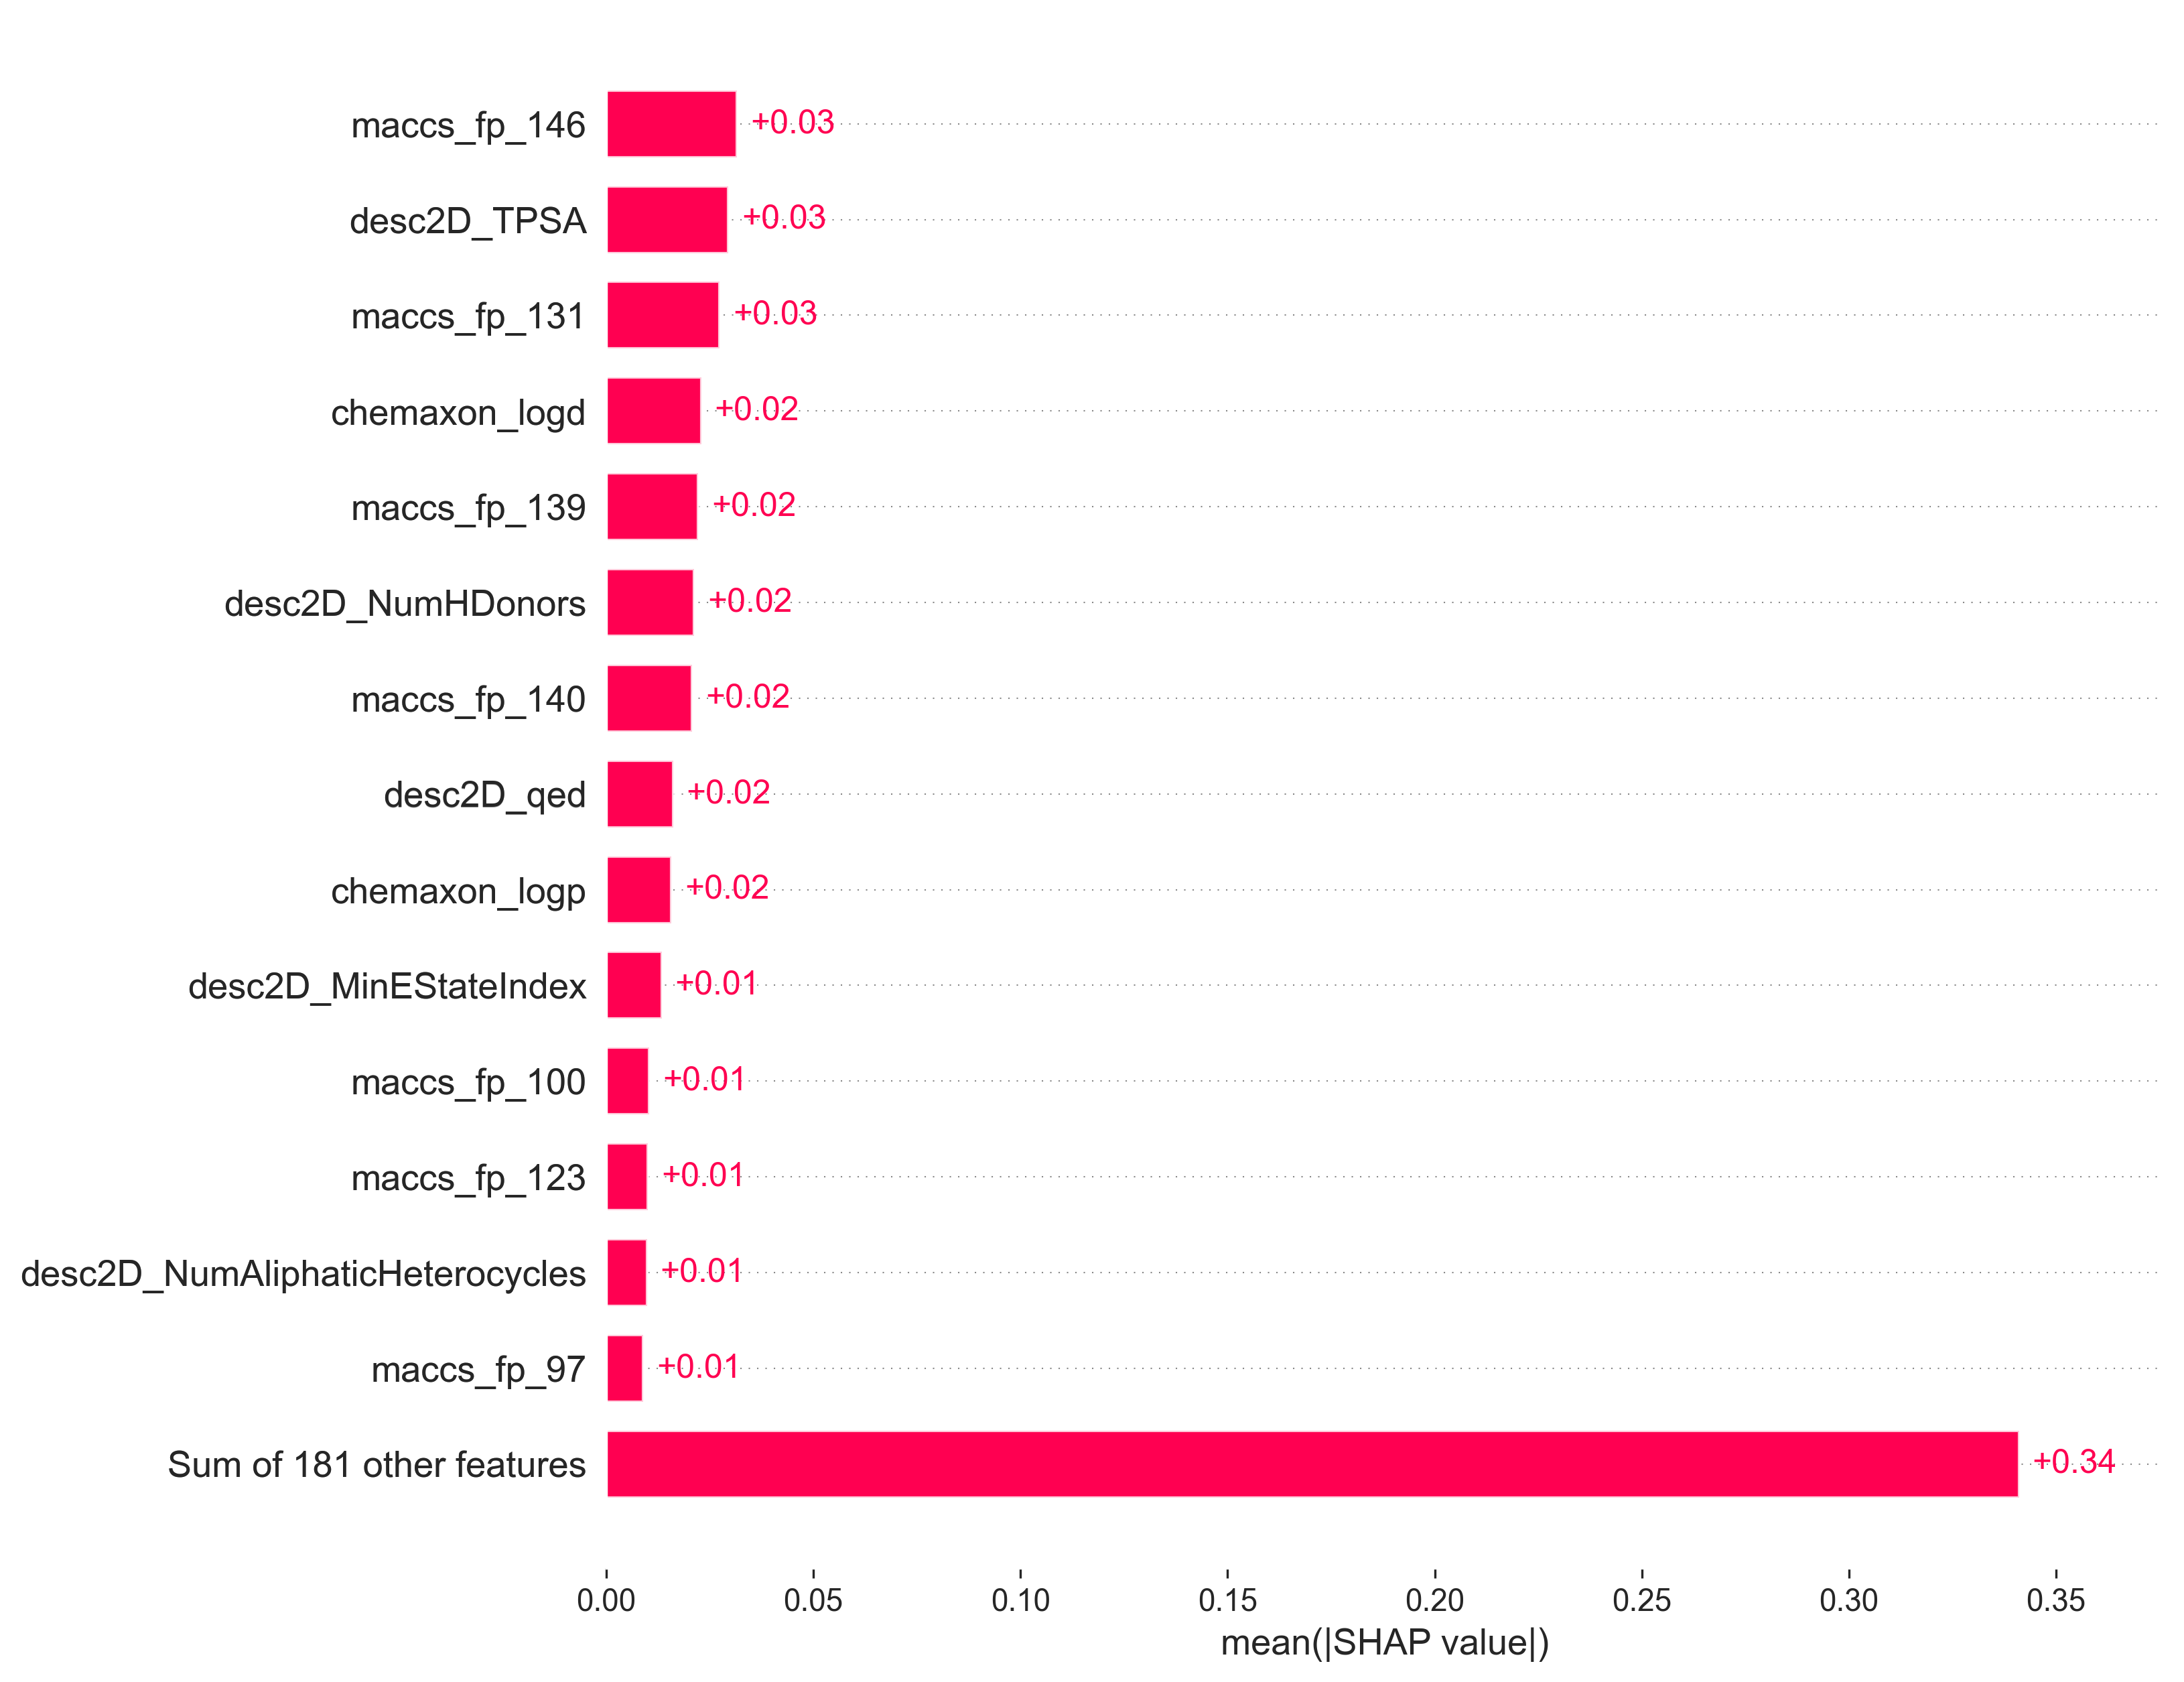 maccs_fp_146 +0.03
desc2D_TPSA +0.03
maccs_fp_131 +0.03
chemaxon_logd +0.02
maccs_fp_139 +0.02
desc2D_NumHDonors +0.02
maccs_fp_140 +0.02
desc2D_qed +0.02
chemaxon_logp +0.02
desc2D_MinEStateIndex +0.01
maccs_fp_100 +0.01
maccs_fp_123 +0.01
desc2D_NumAliphaticHeterocycles +0.01
maccs_fp_97 +0.01
Sum of 181 other features +0.34
0.00 0.05 0.10 0.15 0.20 0.25 0.30 0.35
mean(|SHAP value|)